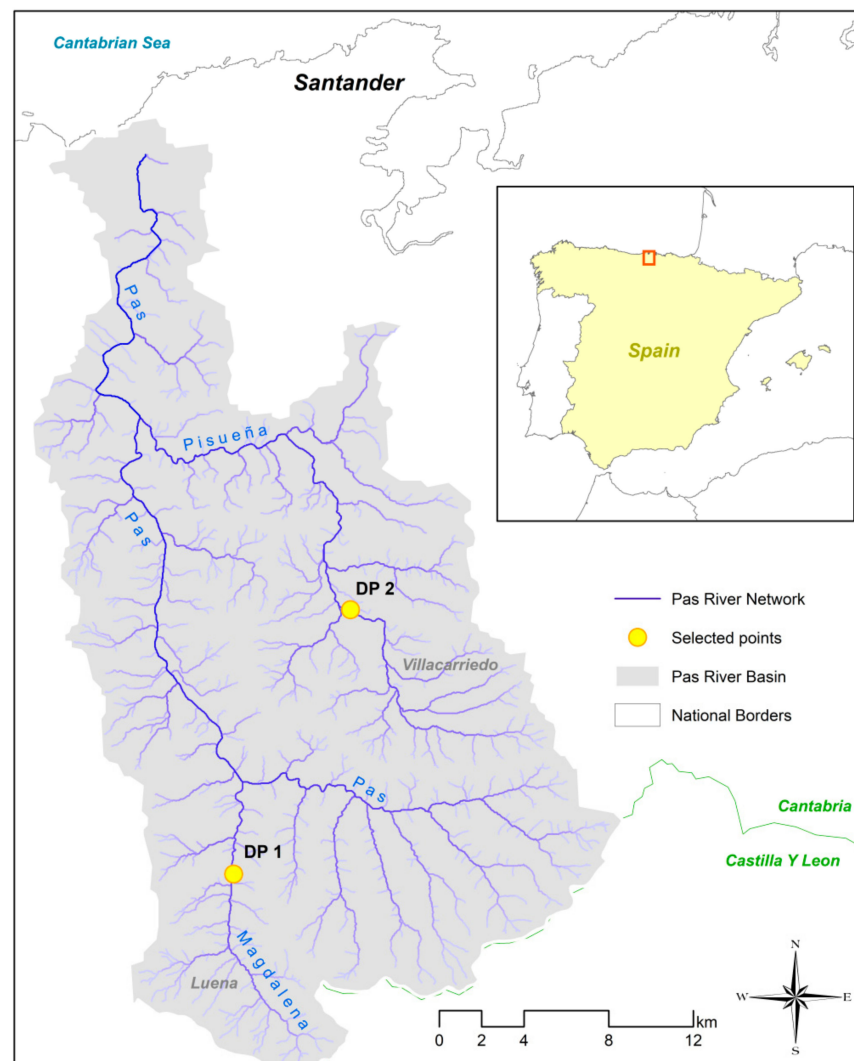 Cantabrian Sea
Santander
Pas
Spain
Pisueña
Pas
DP 2
Villacarriedo
Pas River Network
Selected points
Pas River Basin
National Borders
Pas
Cantabria
DP 1
Castilla Y Leon
Magdalena
Luena
N
W E
S
km
0 2 4 8 12